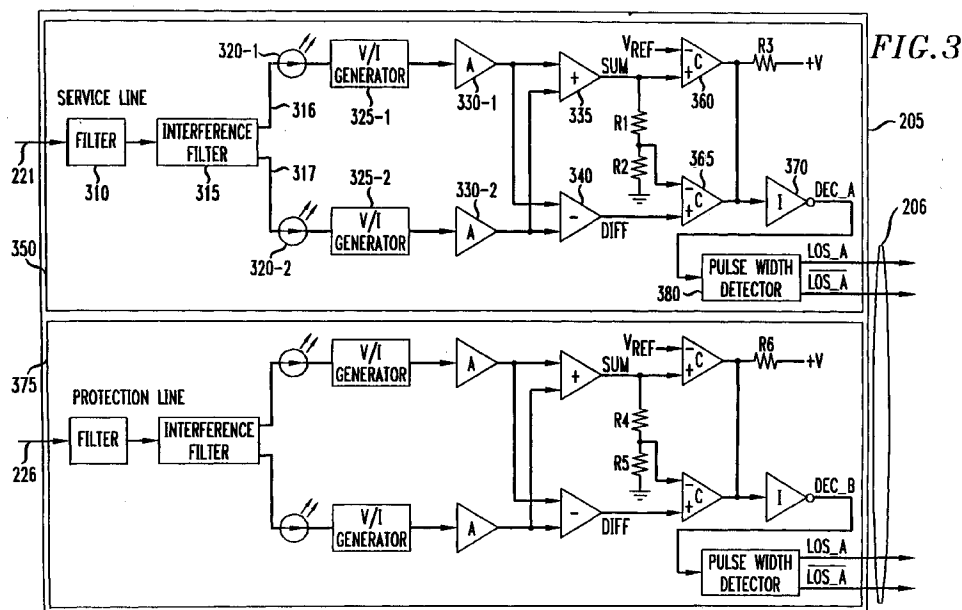 FIG.3
320-1
V/I
GENERATOR
325-1
A
330-1
+
SUM
335
VREF
-
+
C
360
R3
+V
205
SERVICE LINE
316
FILTER
310
INTERFERENCE
FILTER
315
221
317
R1
R2
325-2
330-2
340
-
+
C
365
370
I
DEC_A
206
350
320-2
V/I
GENERATOR
A
-
DIFF
PULSE WIDTH
DETECTOR
380
LOS_A
LOS_A
375
PROTECTION LINE
FILTER
226
INTERFERENCE
FILTER
V/I
GENERATOR
A
+
SUM
VREF
-
+
C
R6
+V
R4
R5
V/I
GENERATOR
A
-
DIFF
-
+
C
I
DEC_B
PULSE WIDTH
DETECTOR
LOS_A
LOS_A